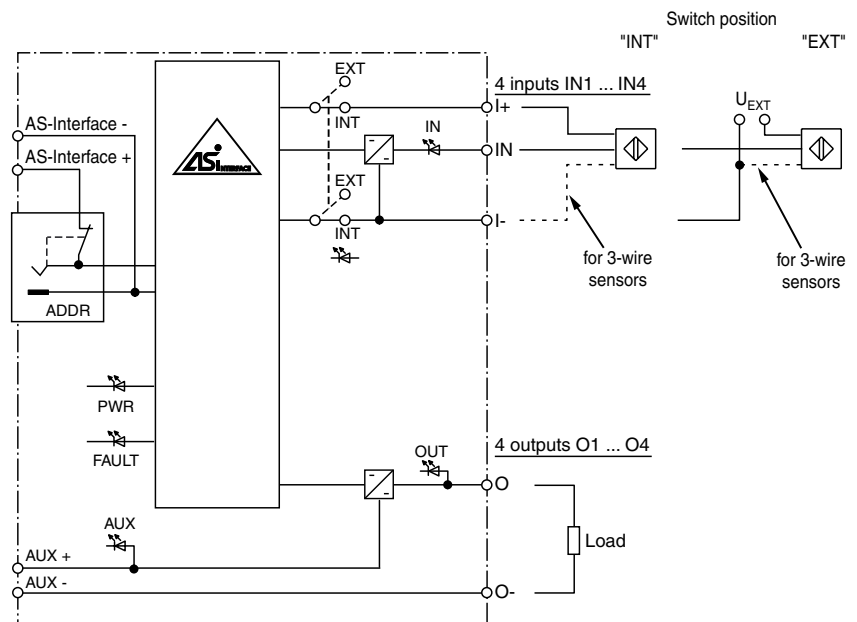 Switch position
"INT"
"EXT"
EXT
INT
4 inputs IN1 ... IN4
I+
UEXT
AS-Interface -
AS-Interface +
ASI INTERFACE
IN
IN
EXT
INT
I-
for 3-wire
sensors
for 3-wire
sensors
ADDR
PWR
FAULT
OUT
4 outputs O1 ... O4
O
AUX
Load
AUX +
AUX -
O-